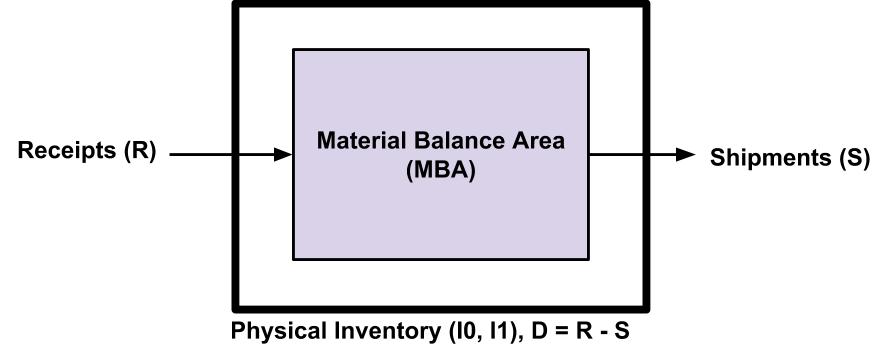 Receipts (R)
Material Balance Area
(MBA)
Shipments (S)
Physical Inventory (I0, I1), D = R - S